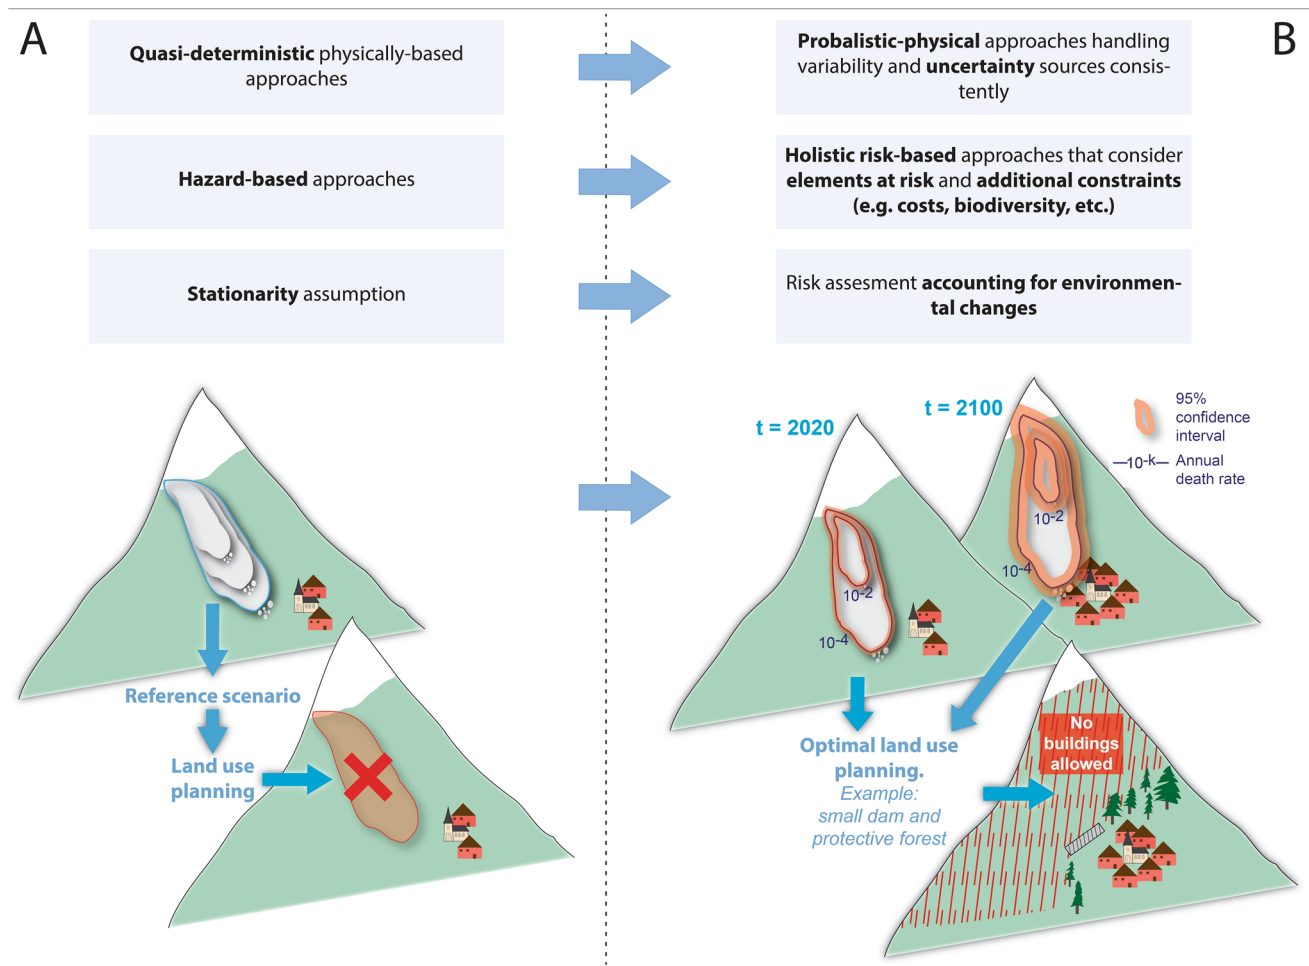 A
Quasi-deterministic physically-based
approaches
Probalistic-physical approaches handling
variability and uncertainty sources consis-
tently
B
Hazard-based approaches
Holistic risk-based approaches that consider
elements at risk and additional constraints
(e.g. costs, biodiversity, etc.)
Stationarity assumption
Risk assesment accounting for environmen-
tal changes
Reference scenario
Land use
planning
t = 2020
t = 2100
95%
confidence
interval
10-k
Annual
death rate
10-2
10-4
10-2
10-4
Optimal land use
planning.
Example:
small dam and
protective forest
No
buildings
allowed